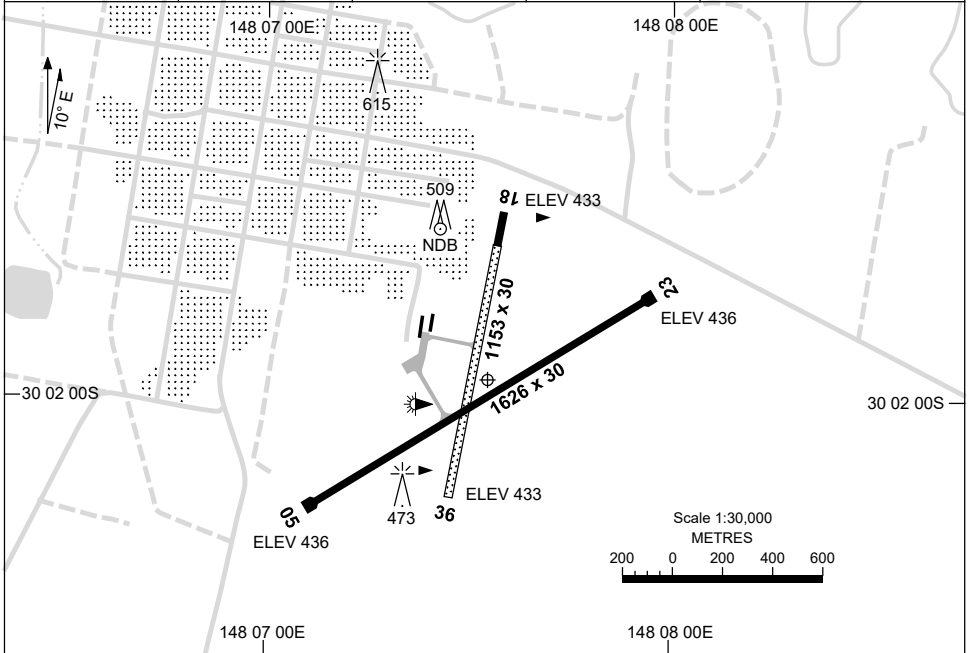 148 07 00E
148 08 00E
10° E
615
509
NDB
18
ELEV 433
23
ELEV 436
1153 x 30
1626 x 30
30 02 00S
30 02 00S
473
ELEV 433
36
05
ELEV 436
Scale 1:30,000
METRES
200 0 200 400 600
148 07 00E
148 08 00E